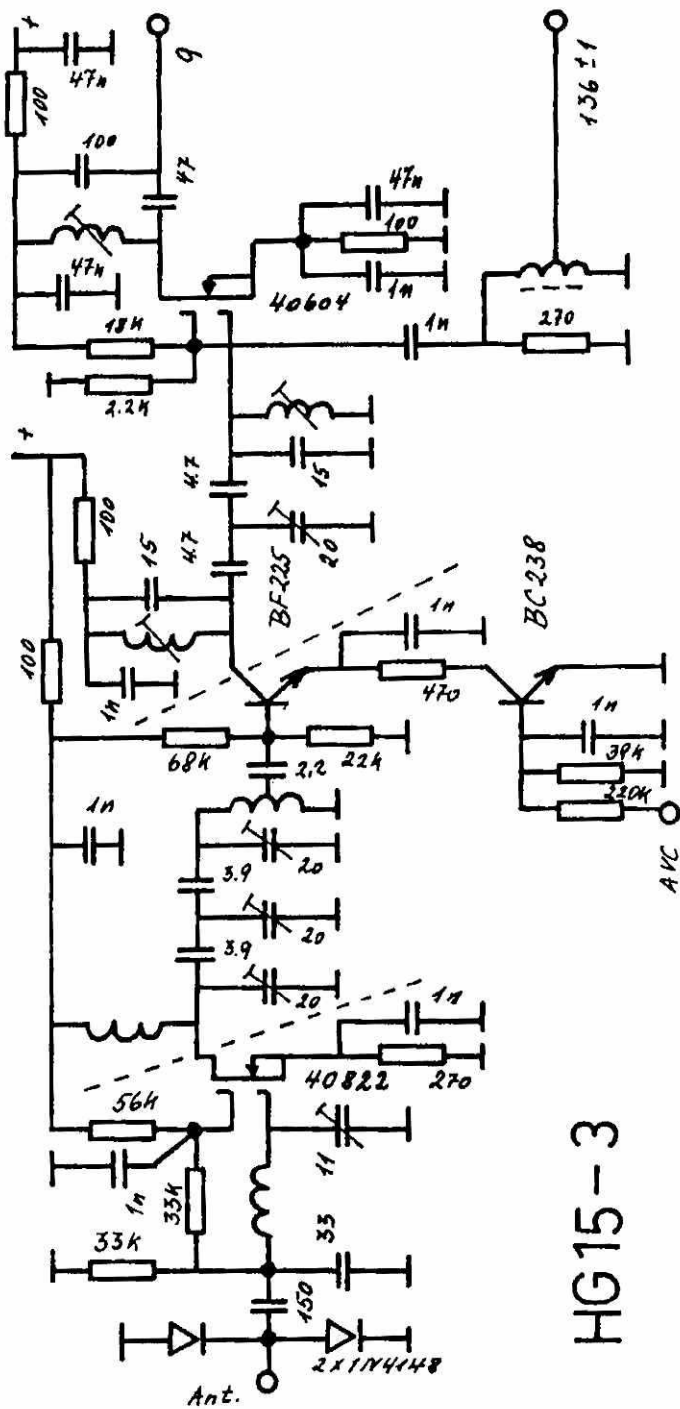 +
47n
100
9
100
47
47n
47n
100
1n
40604
18K
2.2K
1n
270
136±1
+
100
15
4.7
4.7
15
20
BF225
100
1n
1n
470
BC238
68K
2.2
22k
1n
39k
220k
AVC
1n
3.9
20
3.9
20
20
1n
270
40822
56K
1n
33K
11
33K
33
150
2x1N4148
Ant.
HG15-3